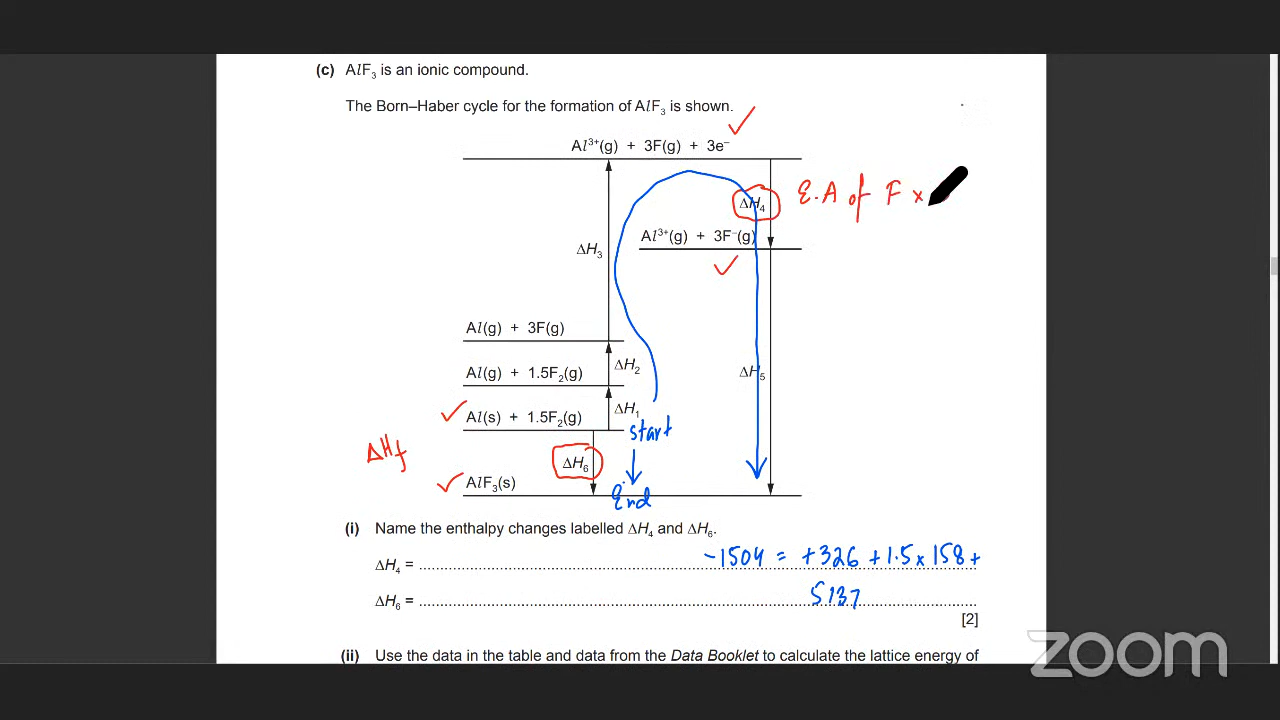 (c) AlF₃ is an ionic compound.
The Born–Haber cycle for the formation of AlF₃ is shown.
Al³⁺(g) + 3F(g) + 3e⁻
ΔH₄
E.A of F ×
Al³⁺(g) + 3F⁻(g)
ΔH₃
Al(g) + 3F(g)
ΔH₂
Al(g) + 1.5F₂(g)
ΔH₅
ΔH₁
Al(s) + 1.5F₂(g)
start
ΔHf
ΔH₆
AlF₃(s)
End
(i) Name the enthalpy changes labelled ΔH₄ and ΔH₆.
-1504 = +326 + 1.5 × 158 +
ΔH₄ =
5137
ΔH₆ =
[2]
(ii) Use the data in the table and data from the Data Booklet to calculate the lattice energy of
zoom